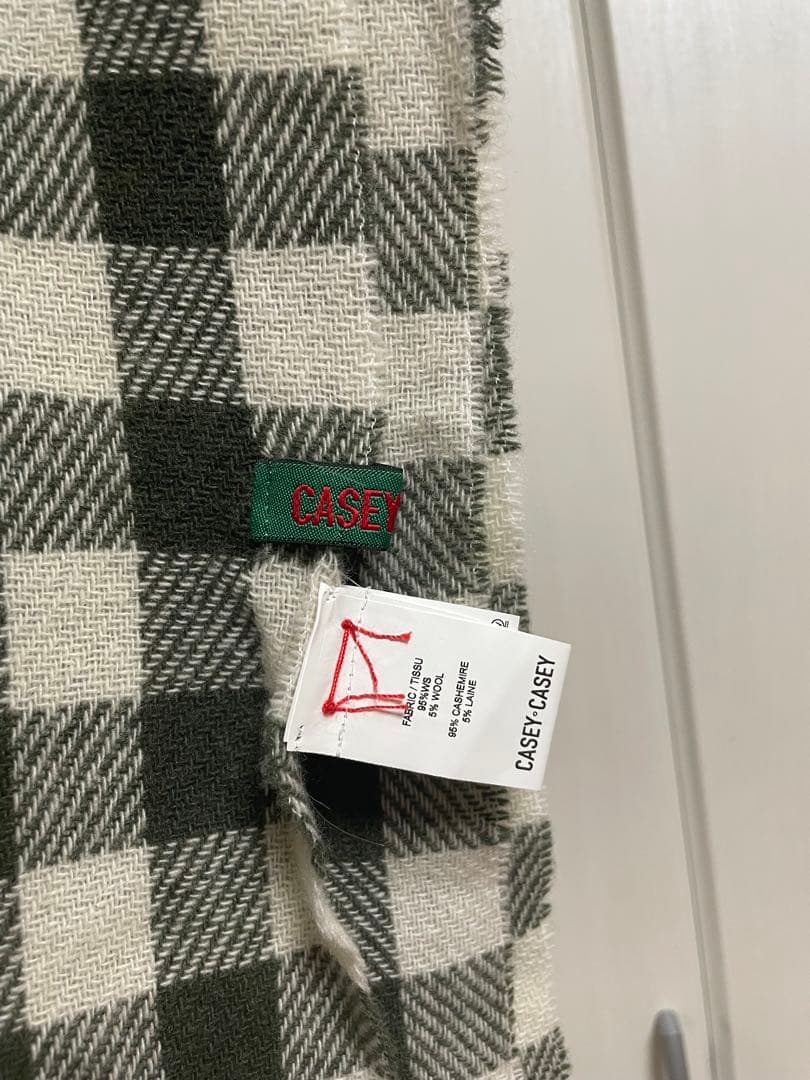 CASEY
FABRIC / TISSU
95%WS
5% WOOL
95% CASHEMIRE
5% LAINE
CASEY◦CASEY